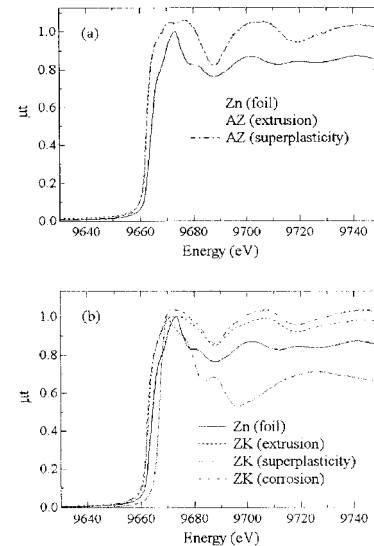 (a)
μt
1.0
0.8
0.6
0.4
0.2
0.0
Zn (foil)
AZ (extrusion)
AZ (superplasticity)
9640 9660 9680 9700 9720 9740
Energy (eV)
(b)
μt
1.0
0.8
0.6
0.4
0.2
0.0
Zn (foil)
ZK (extrusion)
ZK (superplasticity)
ZK (corrosion)
9640 9660 9680 9700 9720 9740
Energy (eV)